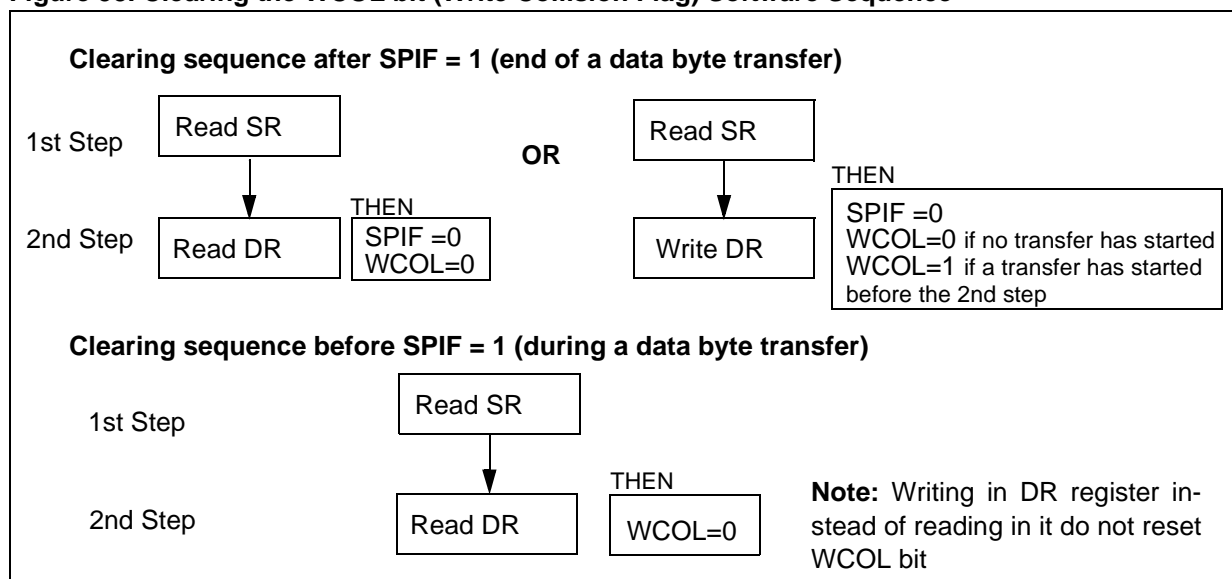 Clearing sequence after SPIF = 1 (end of a data byte transfer)
1st Step
Read SR
OR
Read SR
2nd Step
Read DR
THEN
SPIF =0
WCOL=0
Write DR
THEN
SPIF =0
WCOL=0 if no transfer has started
WCOL=1 if a transfer has started
before the 2nd step
Clearing sequence before SPIF = 1 (during a data byte transfer)
1st Step
Read SR
2nd Step
Read DR
THEN
WCOL=0
Note: Writing in DR register in-
stead of reading in it do not reset
WCOL bit